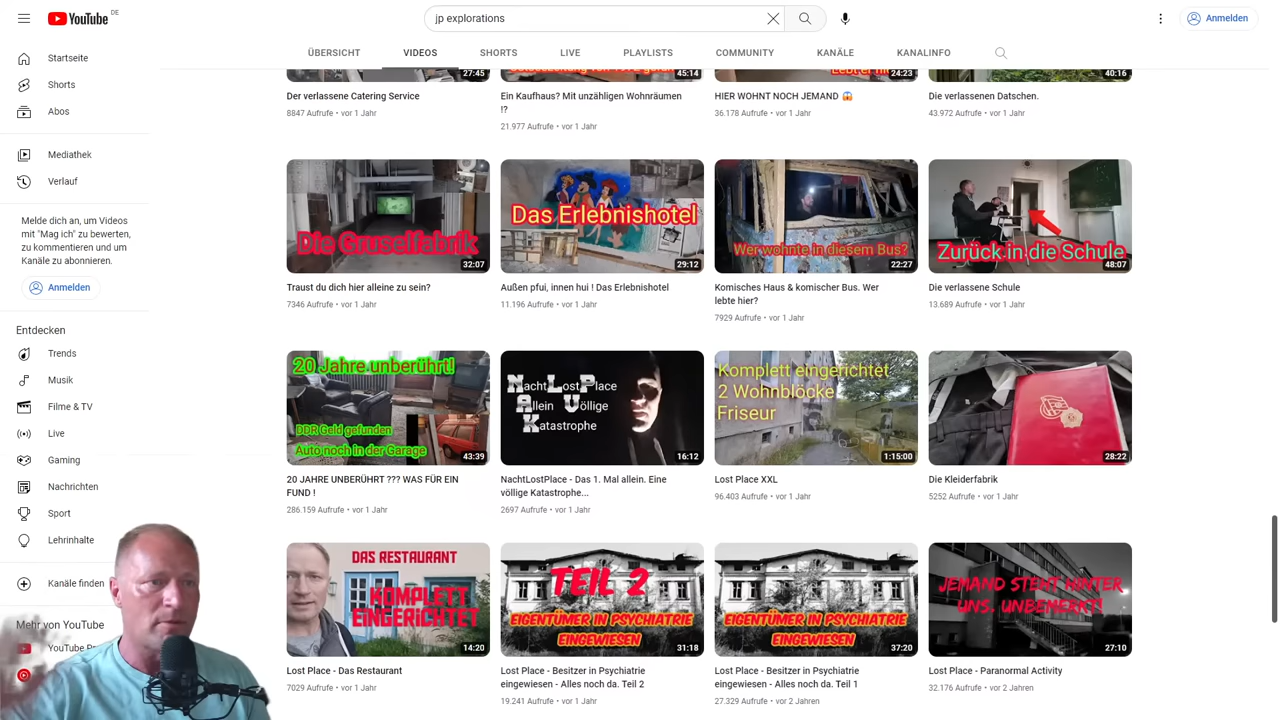 YouTube DE
jp explorations
Anmelden
ÜBERSICHT VIDEOS SHORTS LIVE PLAYLISTS COMMUNITY KANÄLE KANALINFO
Startseite
Shorts
Abos
Mediathek
Verlauf
Melde dich an, um Videos
mit "Mag ich" zu bewerten,
zu kommentieren und um
Kanäle zu abonnieren.
Anmelden
Entdecken
Trends
Musik
Filme & TV
Live
Gaming
Nachrichten
Sport
Lehrinhalte
Kanäle finden
Mehr von YouTube
27:45
Der verlassene Catering Service
8847 Aufrufe • vor 1 Jahr
45:14
Ein Kaufhaus? Mit unzähligen Wohnräumen
!?
21.977 Aufrufe • vor 1 Jahr
24:23
HIER WOHNT NOCH JEMAND 😱
36.178 Aufrufe • vor 1 Jahr
40:16
Die verlassenen Datschen.
43.972 Aufrufe • vor 1 Jahr
Die Gruselfabrik
32:07
Traust du dich hier alleine zu sein?
7346 Aufrufe • vor 1 Jahr
Das Erlebnishotel
29:12
Außen pfui, innen hui ! Das Erlebnishotel
11.196 Aufrufe • vor 1 Jahr
Wer wohnte in diesem Bus?
22:27
Komisches Haus & komischer Bus. Wer
lebte hier?
7929 Aufrufe • vor 1 Jahr
Zurück in die Schule
48:07
Die verlassene Schule
13.689 Aufrufe • vor 1 Jahr
20 Jahre unberührt!
DDR Geld gefunden
Auto noch in der Garage
43:39
20 JAHRE UNBERÜHRT ??? WAS FÜR EIN
FUND !
286.159 Aufrufe • vor 1 Jahr
Nacht Lost Place
Allein Völlige
Katastrophe
16:12
NachtLostPlace - Das 1. Mal allein. Eine
völlige Katastrophe...
2697 Aufrufe • vor 1 Jahr
Komplett eingerichtet
2 Wohnblöcke
Friseur
1:15:00
Lost Place XXL
96.403 Aufrufe • vor 1 Jahr
28:22
Die Kleiderfabrik
5252 Aufrufe • vor 1 Jahr
DAS RESTAURANT
KOMPLETT
EINGERICHTET
14:20
Lost Place - Das Restaurant
7029 Aufrufe • vor 1 Jahr
TEIL 2
EIGENTÜMER IN PSYCHIATRIE
EINGEWIESEN
31:18
Lost Place - Besitzer in Psychiatrie
eingewiesen - Alles noch da. Teil 2
19.241 Aufrufe • vor 1 Jahr
EIGENTÜMER IN PSYCHIATRIE
EINGEWIESEN
37:20
Lost Place - Besitzer in Psychiatrie
eingewiesen - Alles noch da. Teil 1
27.329 Aufrufe • vor 2 Jahren
JEMAND STEHT HINTER
UNS. UNBEMERKT!
27:10
Lost Place - Paranormal Activity
32.176 Aufrufe • vor 2 Jahren